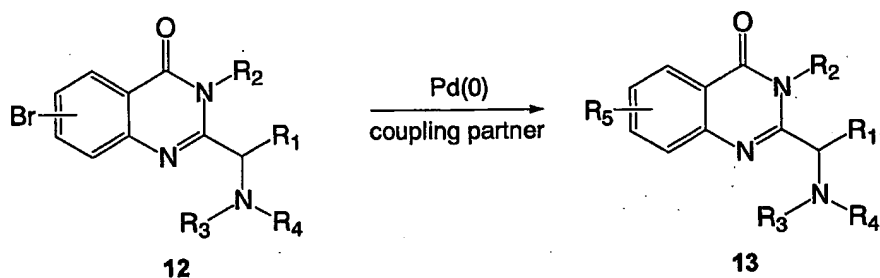 O
O
N
R₂
N
R₂
Br
Pd(0)
R₅
coupling partner
N
R₁
N
R₁
N
N
R₃
R₄
R₃
R₄
12
13